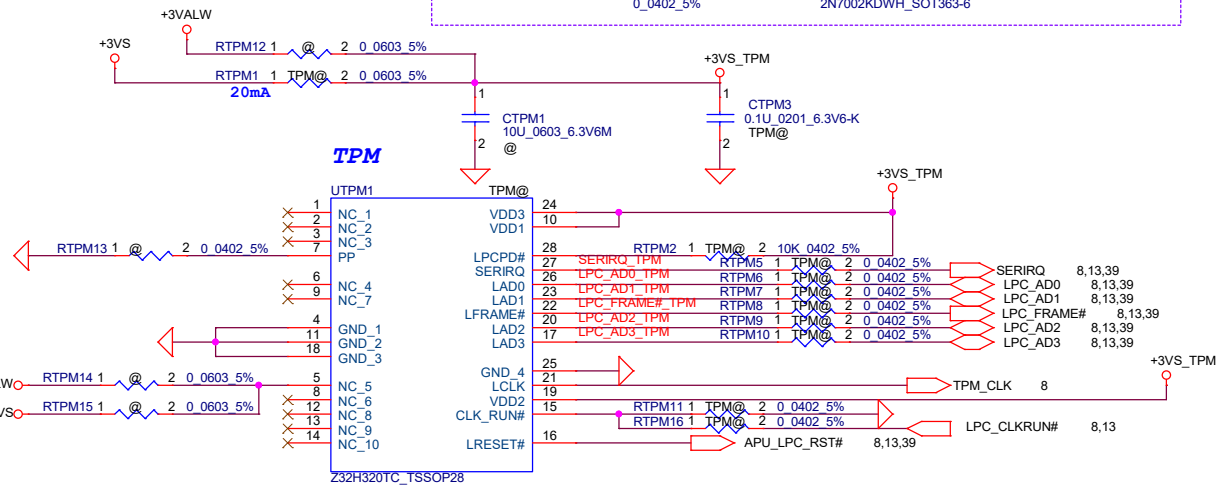 0_0402_5% 2N7002KDWH_SOT363-6
+3VALW
+3VS
RTPM12 1 @ 2 0_0603_5%
RTPM1 1 TPM@ 2 0_0603_5%
20mA
+3VS_TPM
1
CTPM1
10U_0603_6.3V6M
@
2
1
CTPM3
0.1U_0201_6.3V6-K
TPM@
2
TPM
+3VS_TPM
UTPM1 TPM@
1 NC_1 VDD3 24
2 NC_2 VDD1 10
3 NC_3
RTPM13 1 @ 2 0_0402_5% 7 PP LPCPD# 28 RTPM2 1 TPM@ 2 10K_0402_5%
SERIRQ 27 SERIRQ_TPM RTPM5 1 TPM@ 2 0_0402_5% SERIRQ 8,13,39
6 NC_4 LAD0 26 LPC_AD0_TPM RTPM6 1 TPM@ 2 0_0402_5% LPC_AD0 8,13,39
9 NC_7 LAD1 23 LPC_AD1_TPM RTPM7 1 TPM@ 2 0_0402_5% LPC_AD1 8,13,39
LFRAME# 22 LPC_FRAME#_TPM RTPM8 1 TPM@ 2 0_0402_5% LPC_FRAME# 8,13,39
4 GND_1 LAD2 20 LPC_AD2_TPM RTPM9 1 TPM@ 2 0_0402_5% LPC_AD2 8,13,39
11 GND_2 LAD3 17 LPC_AD3_TPM RTPM10 1 TPM@ 2 0_0402_5% LPC_AD3 8,13,39
18 GND_3
+3VS_TPM
GND_4 25
W RTPM14 1 @ 2 0_0603_5% 5 NC_5 LCLK 21 TPM_CLK 8
8 NC_6 VDD2 19
VS RTPM15 1 @ 2 0_0603_5% 12 NC_8 CLK_RUN# 15 RTPM11 1 TPM@ 2 0_0402_5%
13 NC_9 RTPM16 1 TPM@ 2 0_0402_5% LPC_CLKRUN# 8,13
14 NC_10 LRESET# 16 APU_LPC_RST# 8,13,39
Z32H320TC_TSSOP28